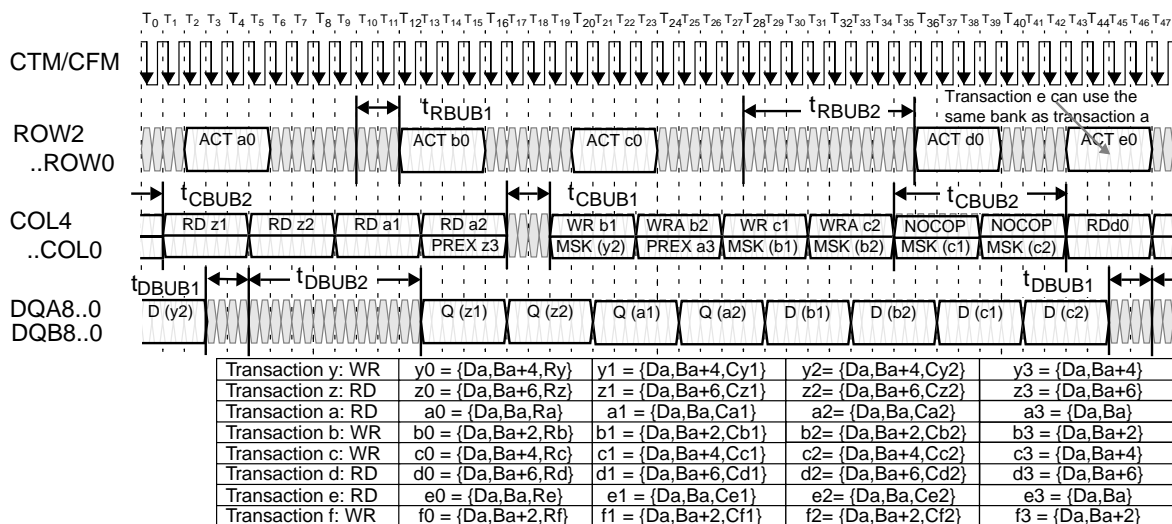 T0 T1 T2 T3 T4 T5 T6 T7 T8 T9 T10 T11 T12 T13 T14 T15 T16 T17 T18 T19 T20 T21 T22 T23 T24 T25 T26 T27 T28 T29 T30 T31 T32 T33 T34 T35 T36 T37 T38 T39 T40 T41 T42 T43 T44 T45 T46 T47
CTM/CFM
tRBUB1 tRBUB2 Transaction e can use the
same bank as transaction a
ROW2
..ROW0
ACT a0 ACT b0 ACT c0 ACT d0 ACT e0
tCBUB2 tCBUB1 tCBUB2
COL4
..COL0
RD z1 RD z2 RD a1 RD a2 WR b1 WRA b2 WR c1 WRA c2 NOCOP NOCOP RDd0
PREX z3 MSK (y2) PREX a3 MSK (b1) MSK (b2) MSK (c1) MSK (c2)
tDBUB1 tDBUB2 tDBUB1
DQA8..0
DQB8..0
D (y2) Q (z1) Q (z2) Q (a1) Q (a2) D (b1) D (b2) D (c1) D (c2)
Transaction y: WR y0 = {Da,Ba+4,Ry} y1 = {Da,Ba+4,Cy1} y2= {Da,Ba+4,Cy2} y3 = {Da,Ba+4}
Transaction z: RD z0 = {Da,Ba+6,Rz} z1 = {Da,Ba+6,Cz1} z2= {Da,Ba+6,Cz2} z3 = {Da,Ba+6}
Transaction a: RD a0 = {Da,Ba,Ra} a1 = {Da,Ba,Ca1} a2= {Da,Ba,Ca2} a3 = {Da,Ba}
Transaction b: WR b0 = {Da,Ba+2,Rb} b1 = {Da,Ba+2,Cb1} b2= {Da,Ba+2,Cb2} b3 = {Da,Ba+2}
Transaction c: WR c0 = {Da,Ba+4,Rc} c1 = {Da,Ba+4,Cc1} c2= {Da,Ba+4,Cc2} c3 = {Da,Ba+4}
Transaction d: RD d0 = {Da,Ba+6,Rd} d1 = {Da,Ba+6,Cd1} d2= {Da,Ba+6,Cd2} d3 = {Da,Ba+6}
Transaction e: RD e0 = {Da,Ba,Re} e1 = {Da,Ba,Ce1} e2= {Da,Ba,Ce2} e3 = {Da,Ba}
Transaction f: WR f0 = {Da,Ba+2,Rf} f1 = {Da,Ba+2,Cf1} f2= {Da,Ba+2,Cf2} f3 = {Da,Ba+2}